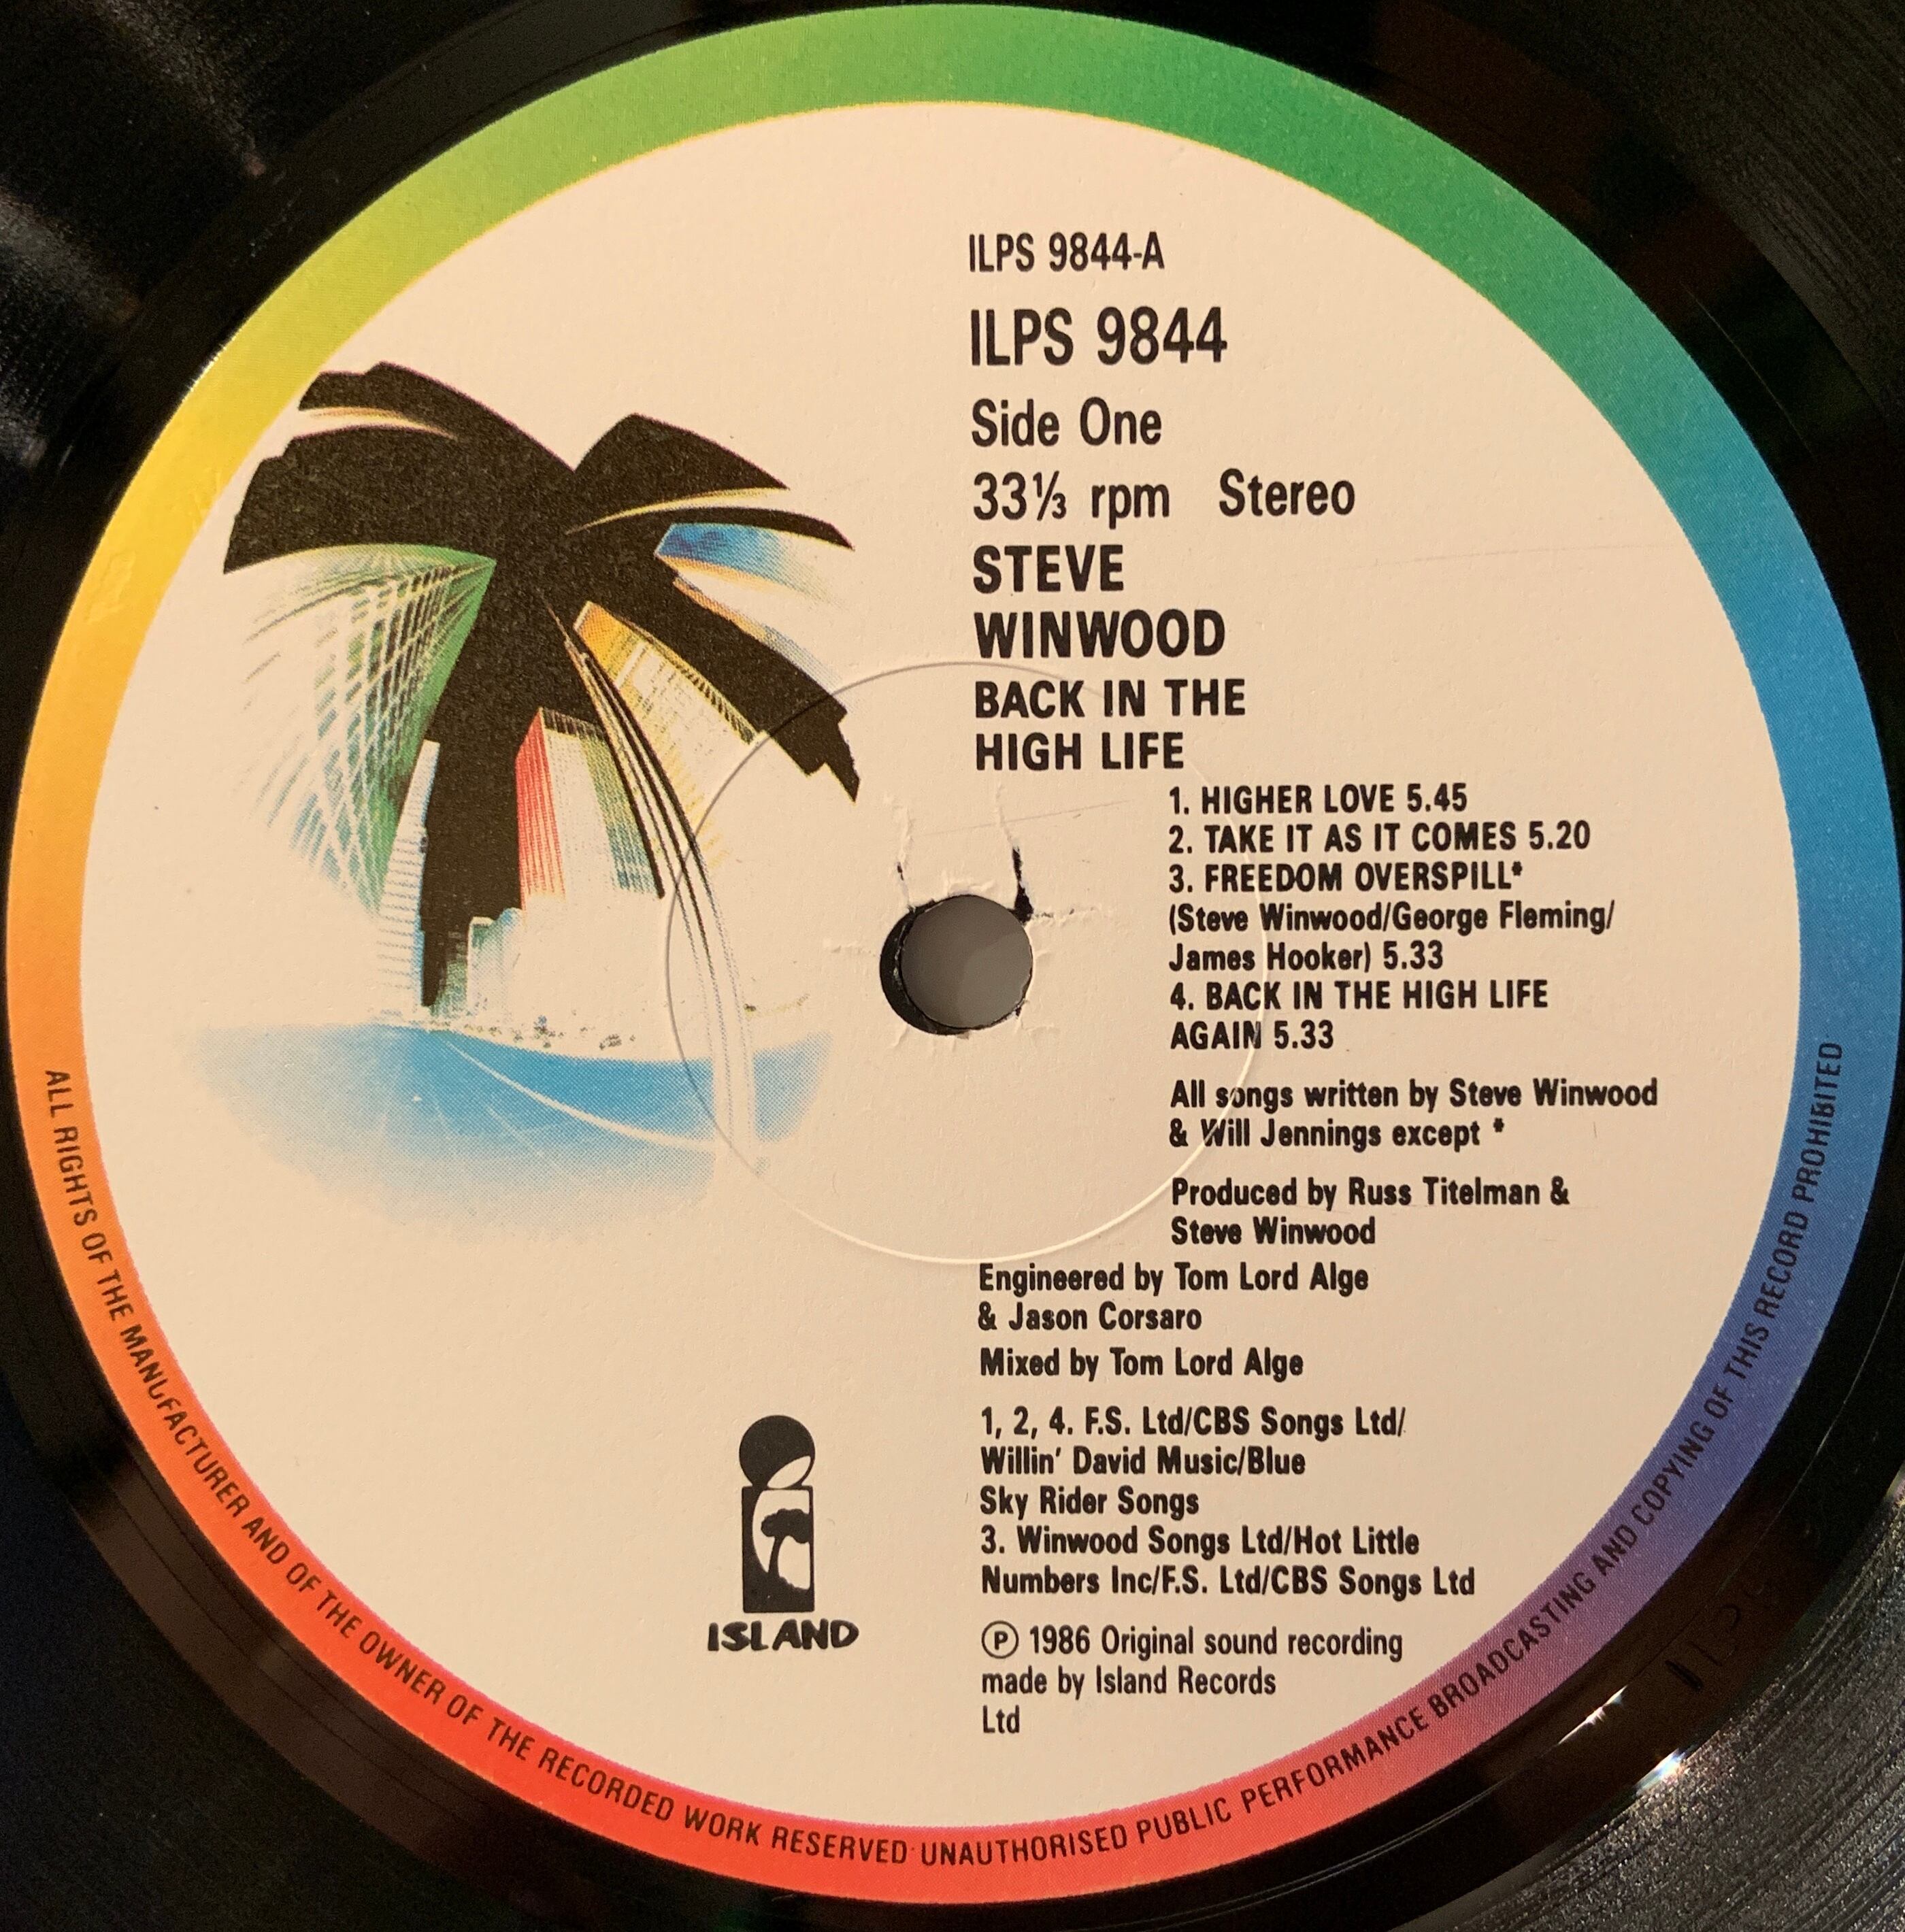 ILPS 9844-A
ILPS 9844
Side One
33⅓ rpm Stereo
STEVE
WINWOOD
BACK IN THE
HIGH LIFE
1. HIGHER LOVE 5.45
2. TAKE IT AS IT COMES 5.20
3. FREEDOM OVERSPILL*
(Steve Winwood/George Fleming/
James Hooker) 5.33
4. BACK IN THE HIGH LIFE
AGAIN 5.33
All songs written by Steve Winwood
& Will Jennings except *
Produced by Russ Titelman &
Steve Winwood
Engineered by Tom Lord Alge
& Jason Corsaro
Mixed by Tom Lord Alge
1, 2, 4. F.S. Ltd/CBS Songs Ltd/
Willin' David Music/Blue
Sky Rider Songs
3. Winwood Songs Ltd/Hot Little
Numbers Inc/F.S. Ltd/CBS Songs Ltd
℗ 1986 Original sound recording
made by Island Records
Ltd
ISLAND
ALL RIGHTS OF THE MANUFACTURER AND OF THE OWNER OF THE RECORDED WORK RESERVED· UNAUTHORISED PUBLIC PERFORMANCE BROADCASTING AND COPYING OF THIS RECORD PROHIBITED